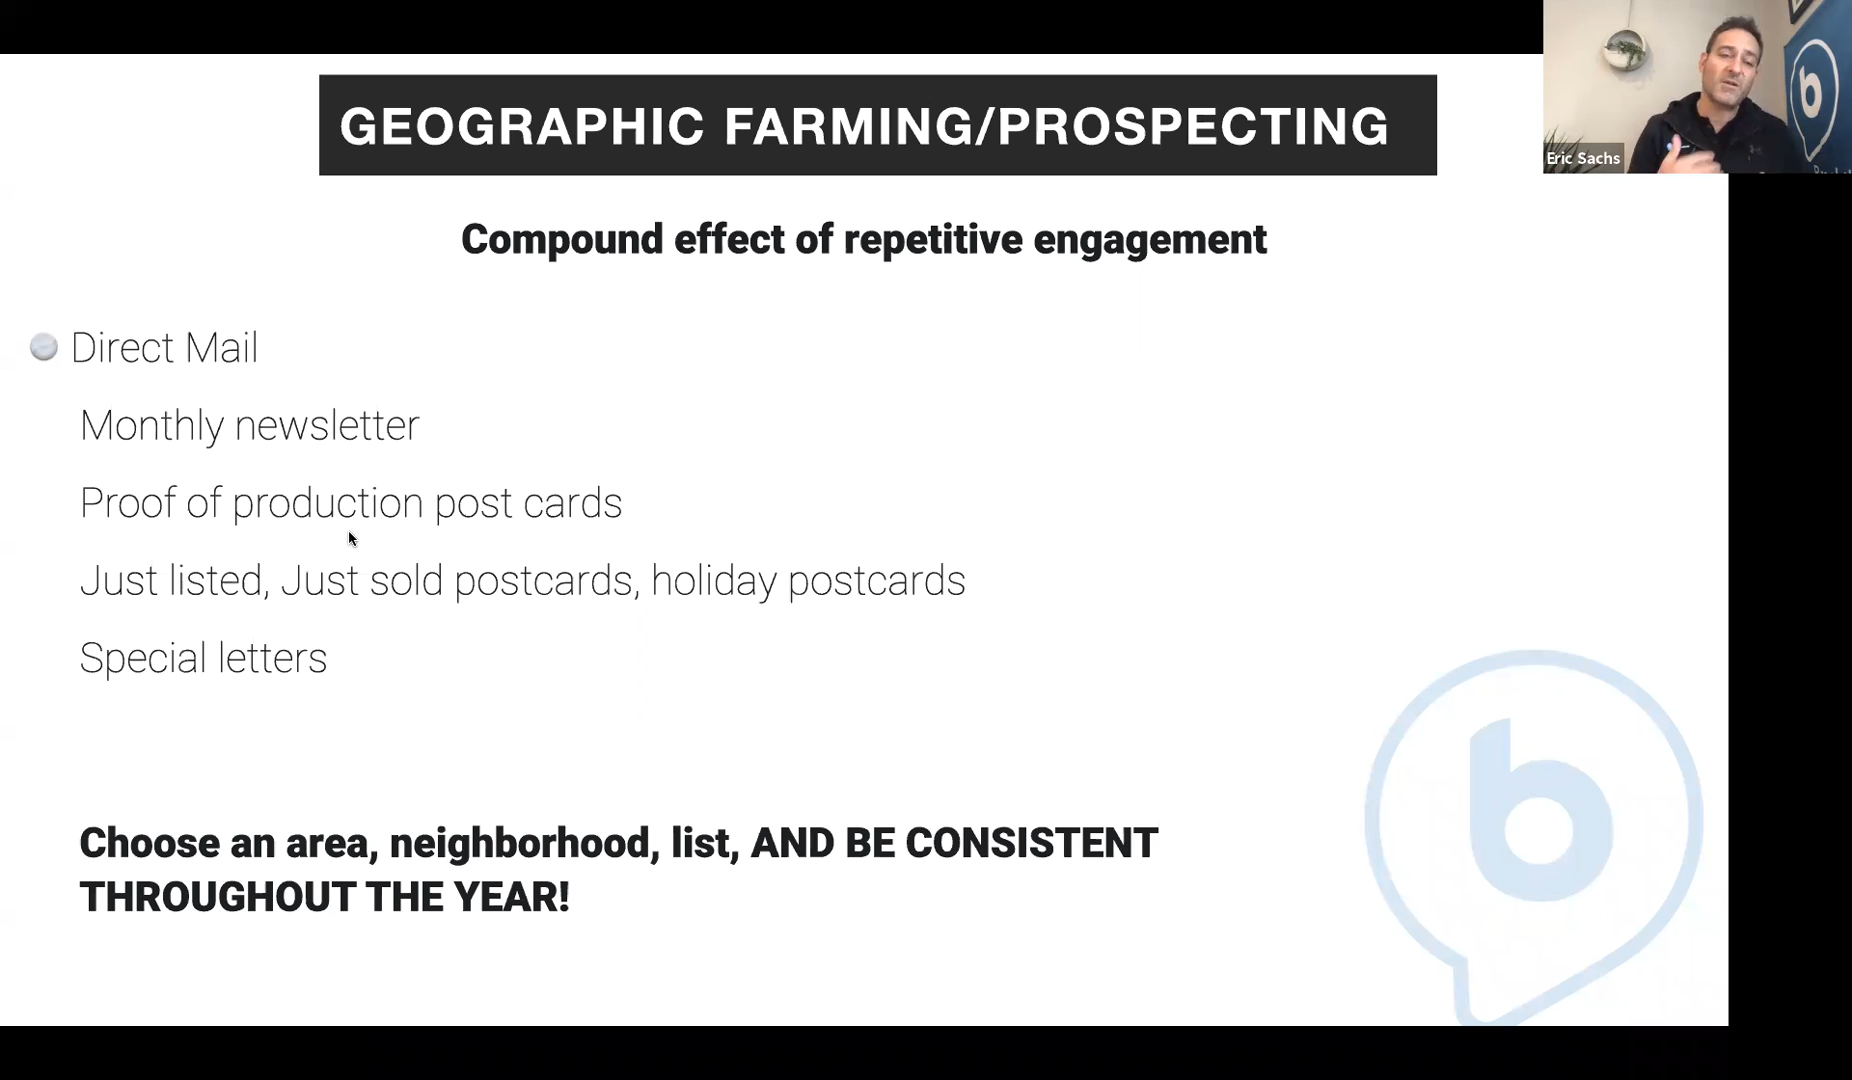 GEOGRAPHIC FARMING/PROSPECTING
Eric Sachs
Compound effect of repetitive engagement
Direct Mail
Monthly newsletter
Proof of production post cards
Just listed, Just sold postcards, holiday postcards
Special letters
Choose an area, neighborhood, list, AND BE CONSISTENT
THROUGHOUT THE YEAR!
b
b